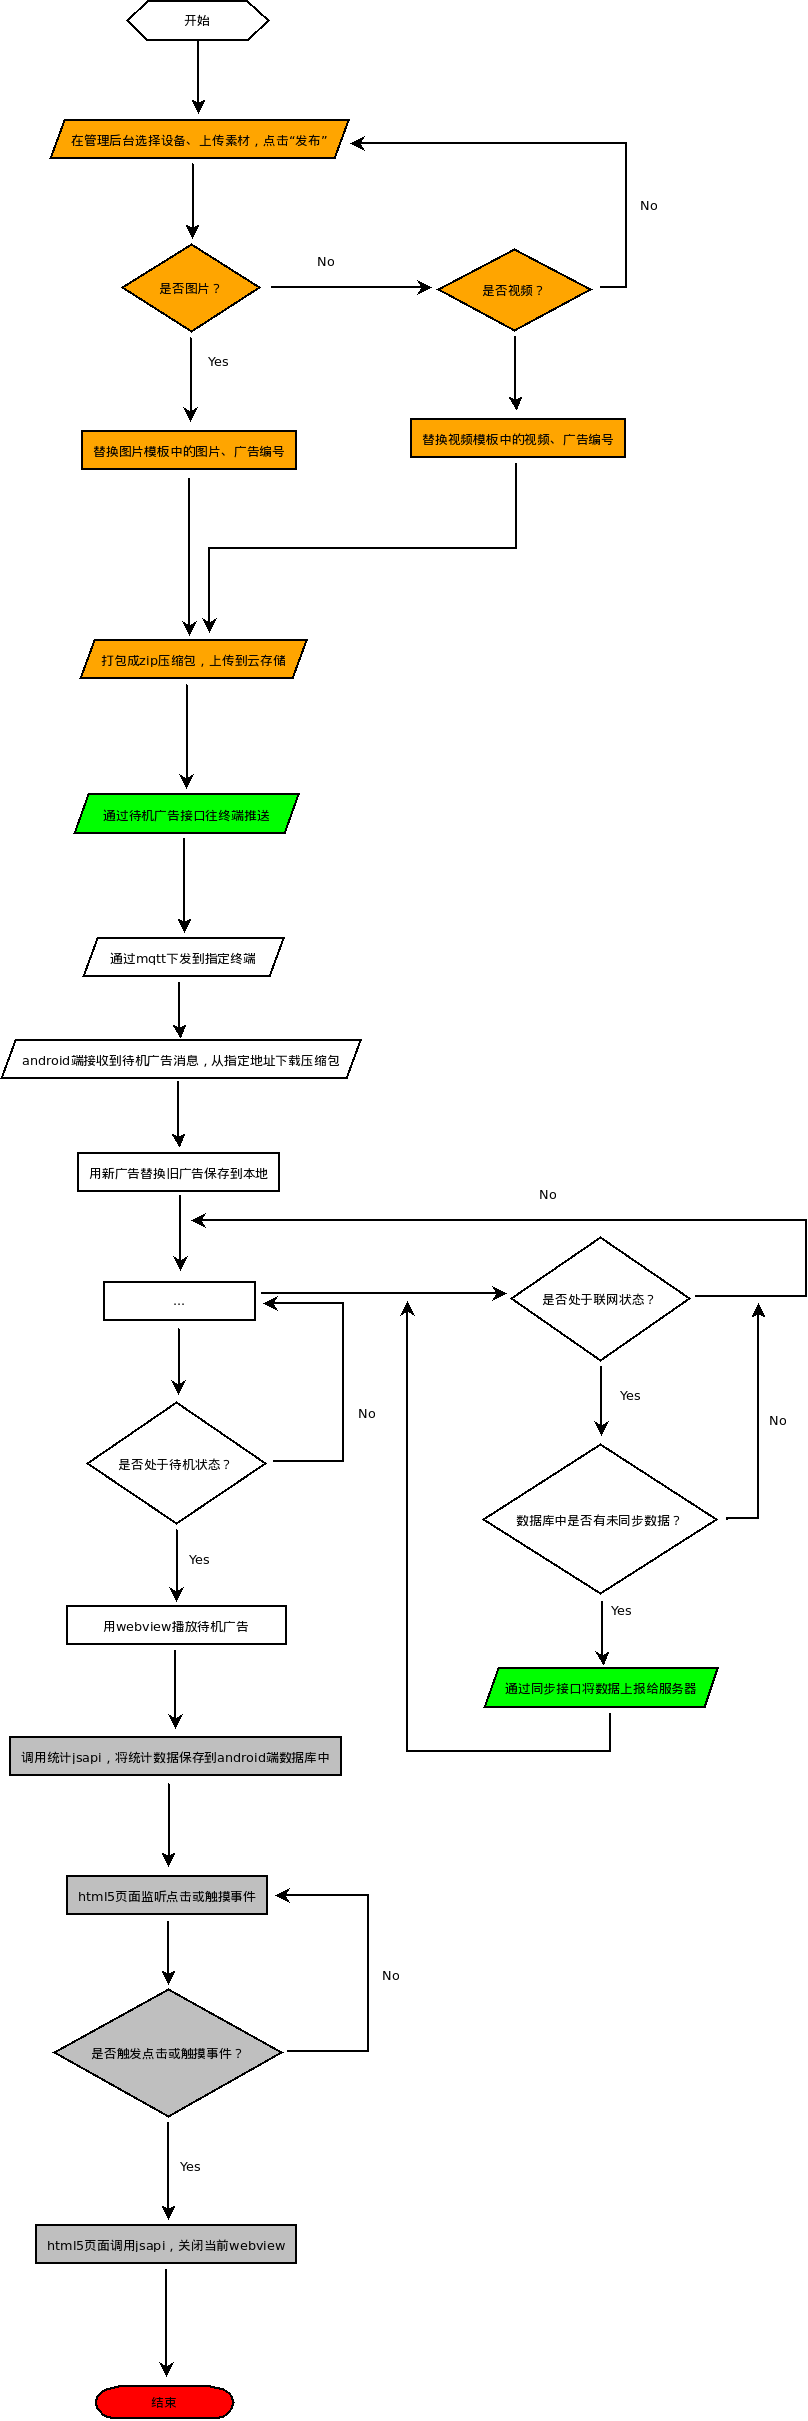 开始
在管理后台选择设备、上传素材，点击“发布”
No
是否图片？
No
是否视频？
Yes
替换图片模板中的图片、广告编号
替换视频模板中的视频、广告编号
打包成zip压缩包，上传到云存储
通过待机广告接口往终端推送
通过mqtt下发到指定终端
android端接收到待机广告消息，从指定地址下载压缩包
用新广告替换旧广告保存到本地
No
...
是否处于联网状态？
No
Yes
No
是否处于待机状态？
数据库中是否有未同步数据？
Yes
Yes
用webview播放待机广告
通过同步接口将数据上报给服务器
调用统计jsapi，将统计数据保存到android端数据库中
html5页面监听点击或触摸事件
No
是否触发点击或触摸事件？
Yes
html5页面调用jsapi，关闭当前webview
结束